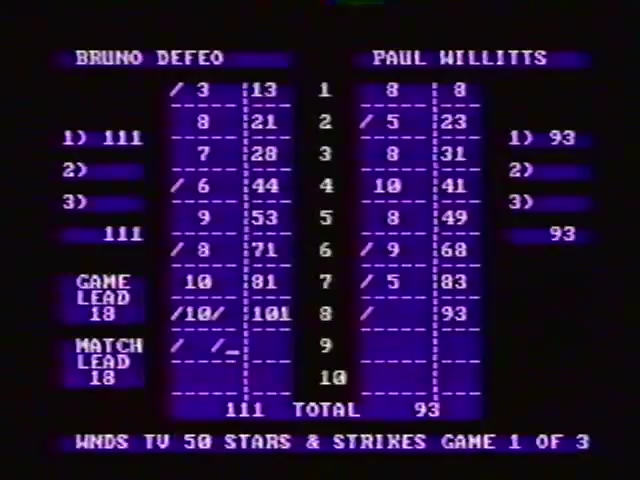 BRUNO DEFEO PAUL WILLITTS
/ 3 13 1 8 8
8 21 2 / 5 23
1) 111 7 28 3 8 31 1) 93
2) 2)
/ 6 44 4 10 41
3) 9 53 5 8 49 3)
111 93
/ 8 71 6 / 9 68
GAME 10 81 7 / 5 83
LEAD
18 /10/ 101 8 / 93
MATCH / /_ 9
LEAD
18 10
111 TOTAL 93
WNDS TV 50 STARS & STRIKES GAME 1 OF 3